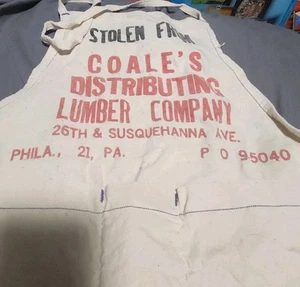 STOLEN FROM
COALE'S
DISTRIBUTING
LUMBER COMPANY
26TH & SUSQUEHANNA AVE.
PHILA., 21, PA. P O 95040